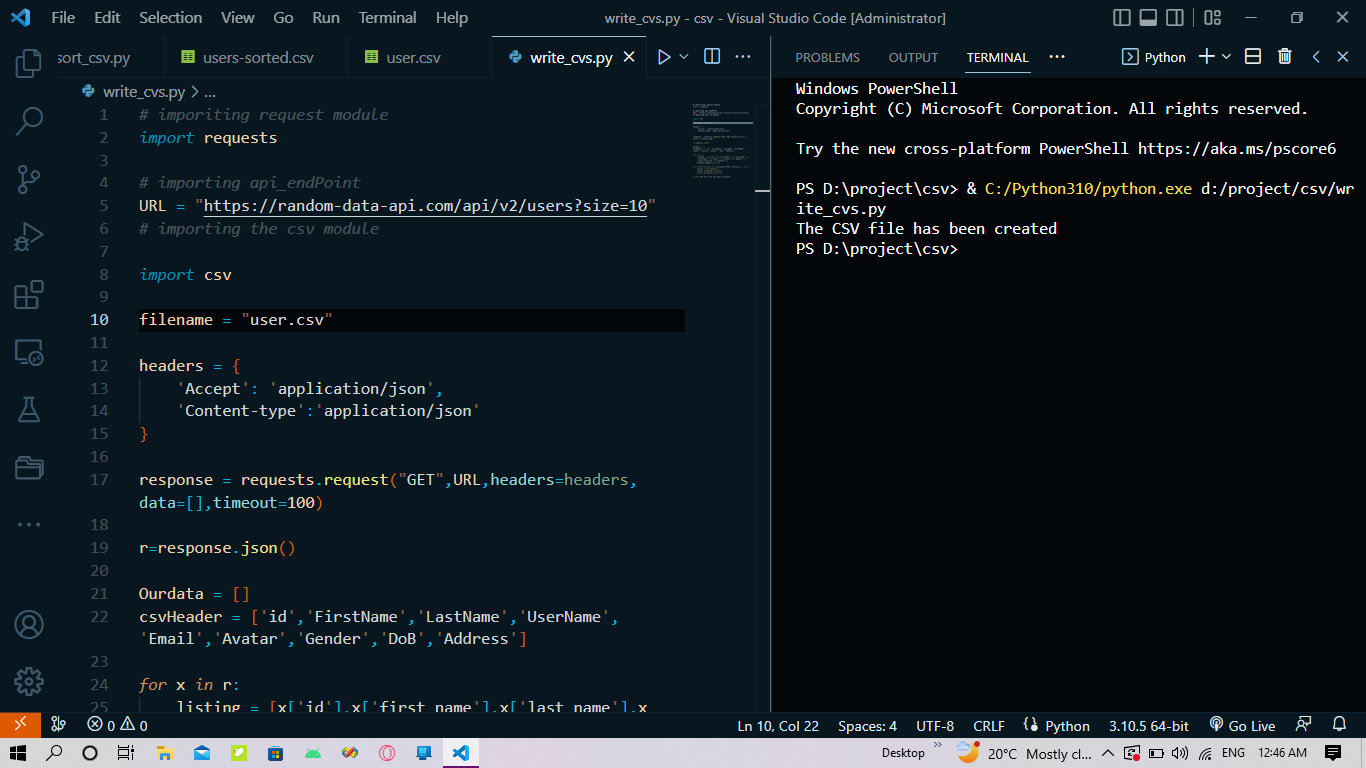 File Edit Selection View Go Run Terminal Help
write_cvs.py - csv - Visual Studio Code [Administrator]
sort_csv.py
users-sorted.csv
user.csv
write_cvs.py
write_cvs.py > ...
1 # imporiting request module
2 import requests
3
4 # importing api_endPoint
5 URL = "https://random-data-api.com/api/v2/users?size=10"
6 # importing the csv module
7
8 import csv
9
10 filename = "user.csv"
11
12 headers = {
13 'Accept': 'application/json',
14 'Content-type':'application/json'
15 }
16
17 response = requests.request("GET",URL,headers=headers,
data=[],timeout=100)
18
19 r=response.json()
20
21 Ourdata = []
22 csvHeader = ['id','FirstName','LastName','UserName',
'Email','Avatar','Gender','DoB','Address']
23
24 for x in r:
25 listing = [x['id'],x['first_name'],x['last_name'],x
PROBLEMS OUTPUT TERMINAL ...
Python
Windows PowerShell
Copyright (C) Microsoft Corporation. All rights reserved.
Try the new cross-platform PowerShell https://aka.ms/pscore6
PS D:\project\csv> & C:/Python310/python.exe d:/project/csv/wr
ite_cvs.py
The CSV file has been created
PS D:\project\csv>
0 0
Ln 10, Col 22 Spaces: 4 UTF-8 CRLF Python 3.10.5 64-bit Go Live
Desktop 20°C Mostly cl... ENG 12:46 AM